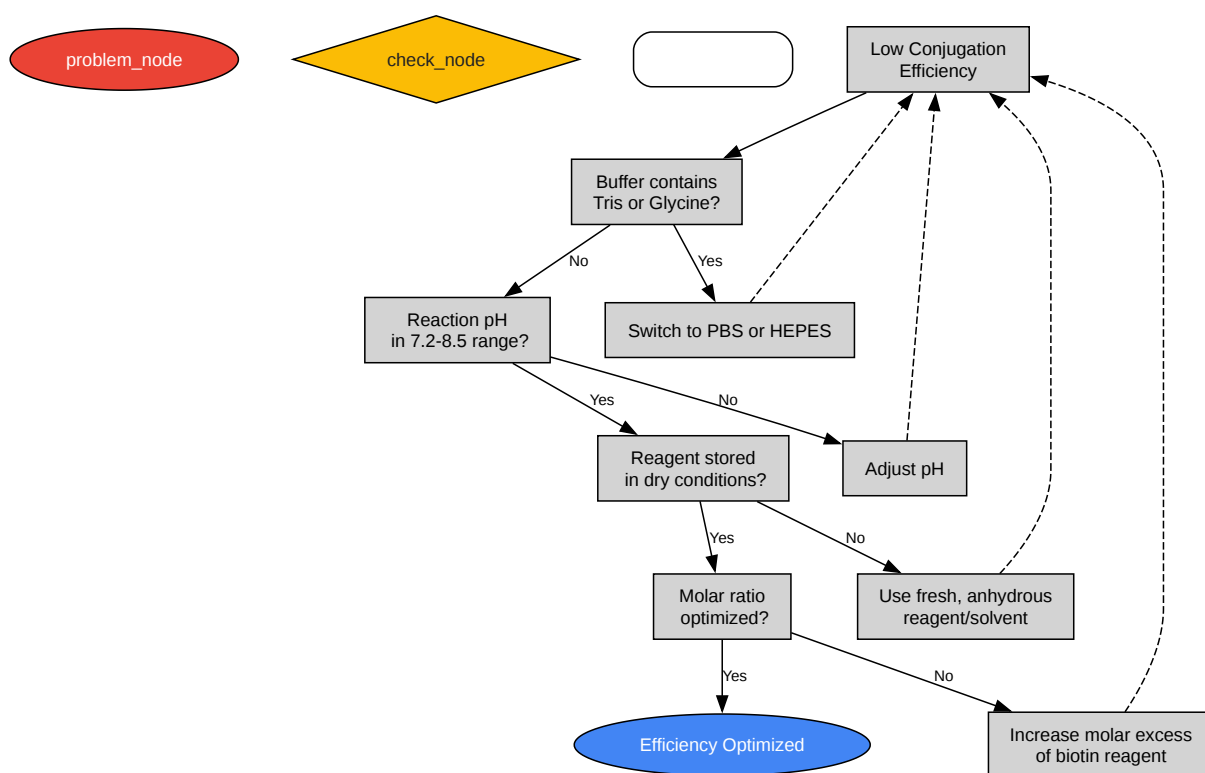 problem_node
check_node
Low Conjugation
Efficiency
Buffer contains
Tris or Glycine?
No
Yes
Reaction pH
in 7.2-8.5 range?
Switch to PBS or HEPES
Yes
No
Reagent stored
in dry conditions?
Adjust pH
Yes
No
Molar ratio
optimized?
Use fresh, anhydrous
reagent/solvent
Yes
No
Efficiency Optimized
Increase molar excess
of biotin reagent